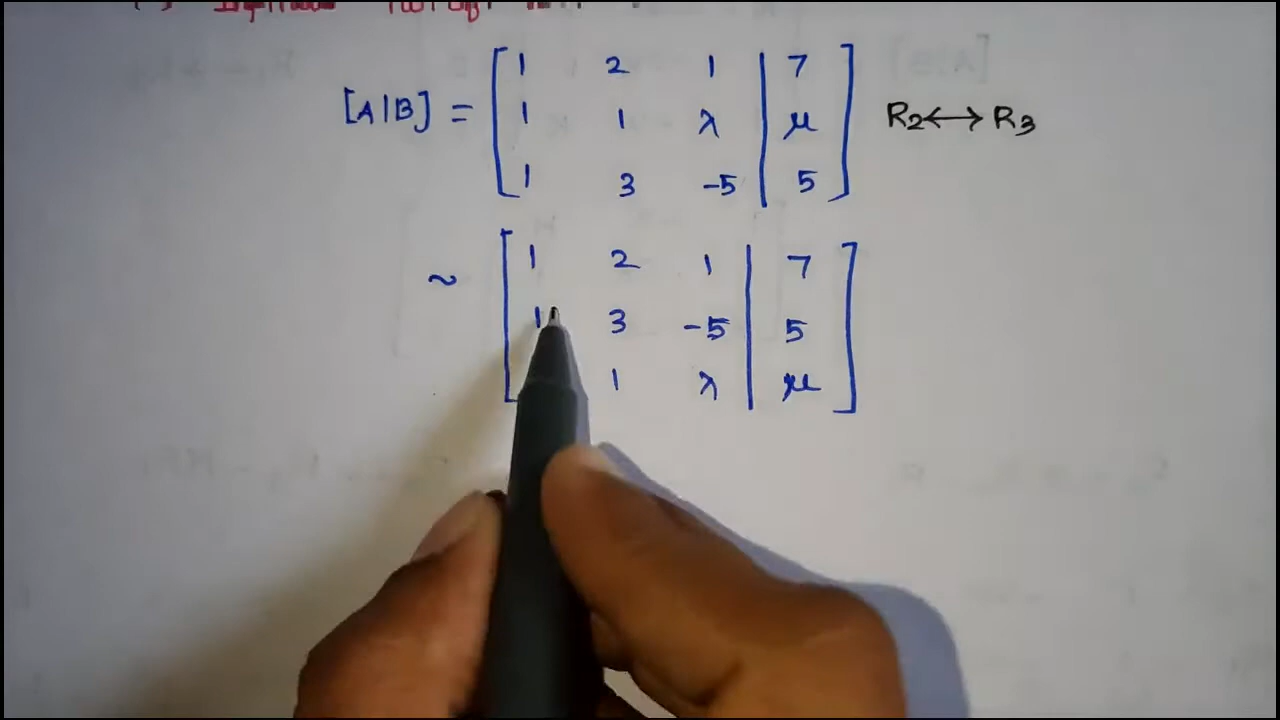 [A|B] = [ 1 2 1 | 7 ]
[ 1 1 λ | μ ] R₂↔R₃
[ 1 3 -5 | 5 ]
~ [ 1 2 1 | 7 ]
[ 1 3 -5 | 5 ]
[ 1 λ | μ ]